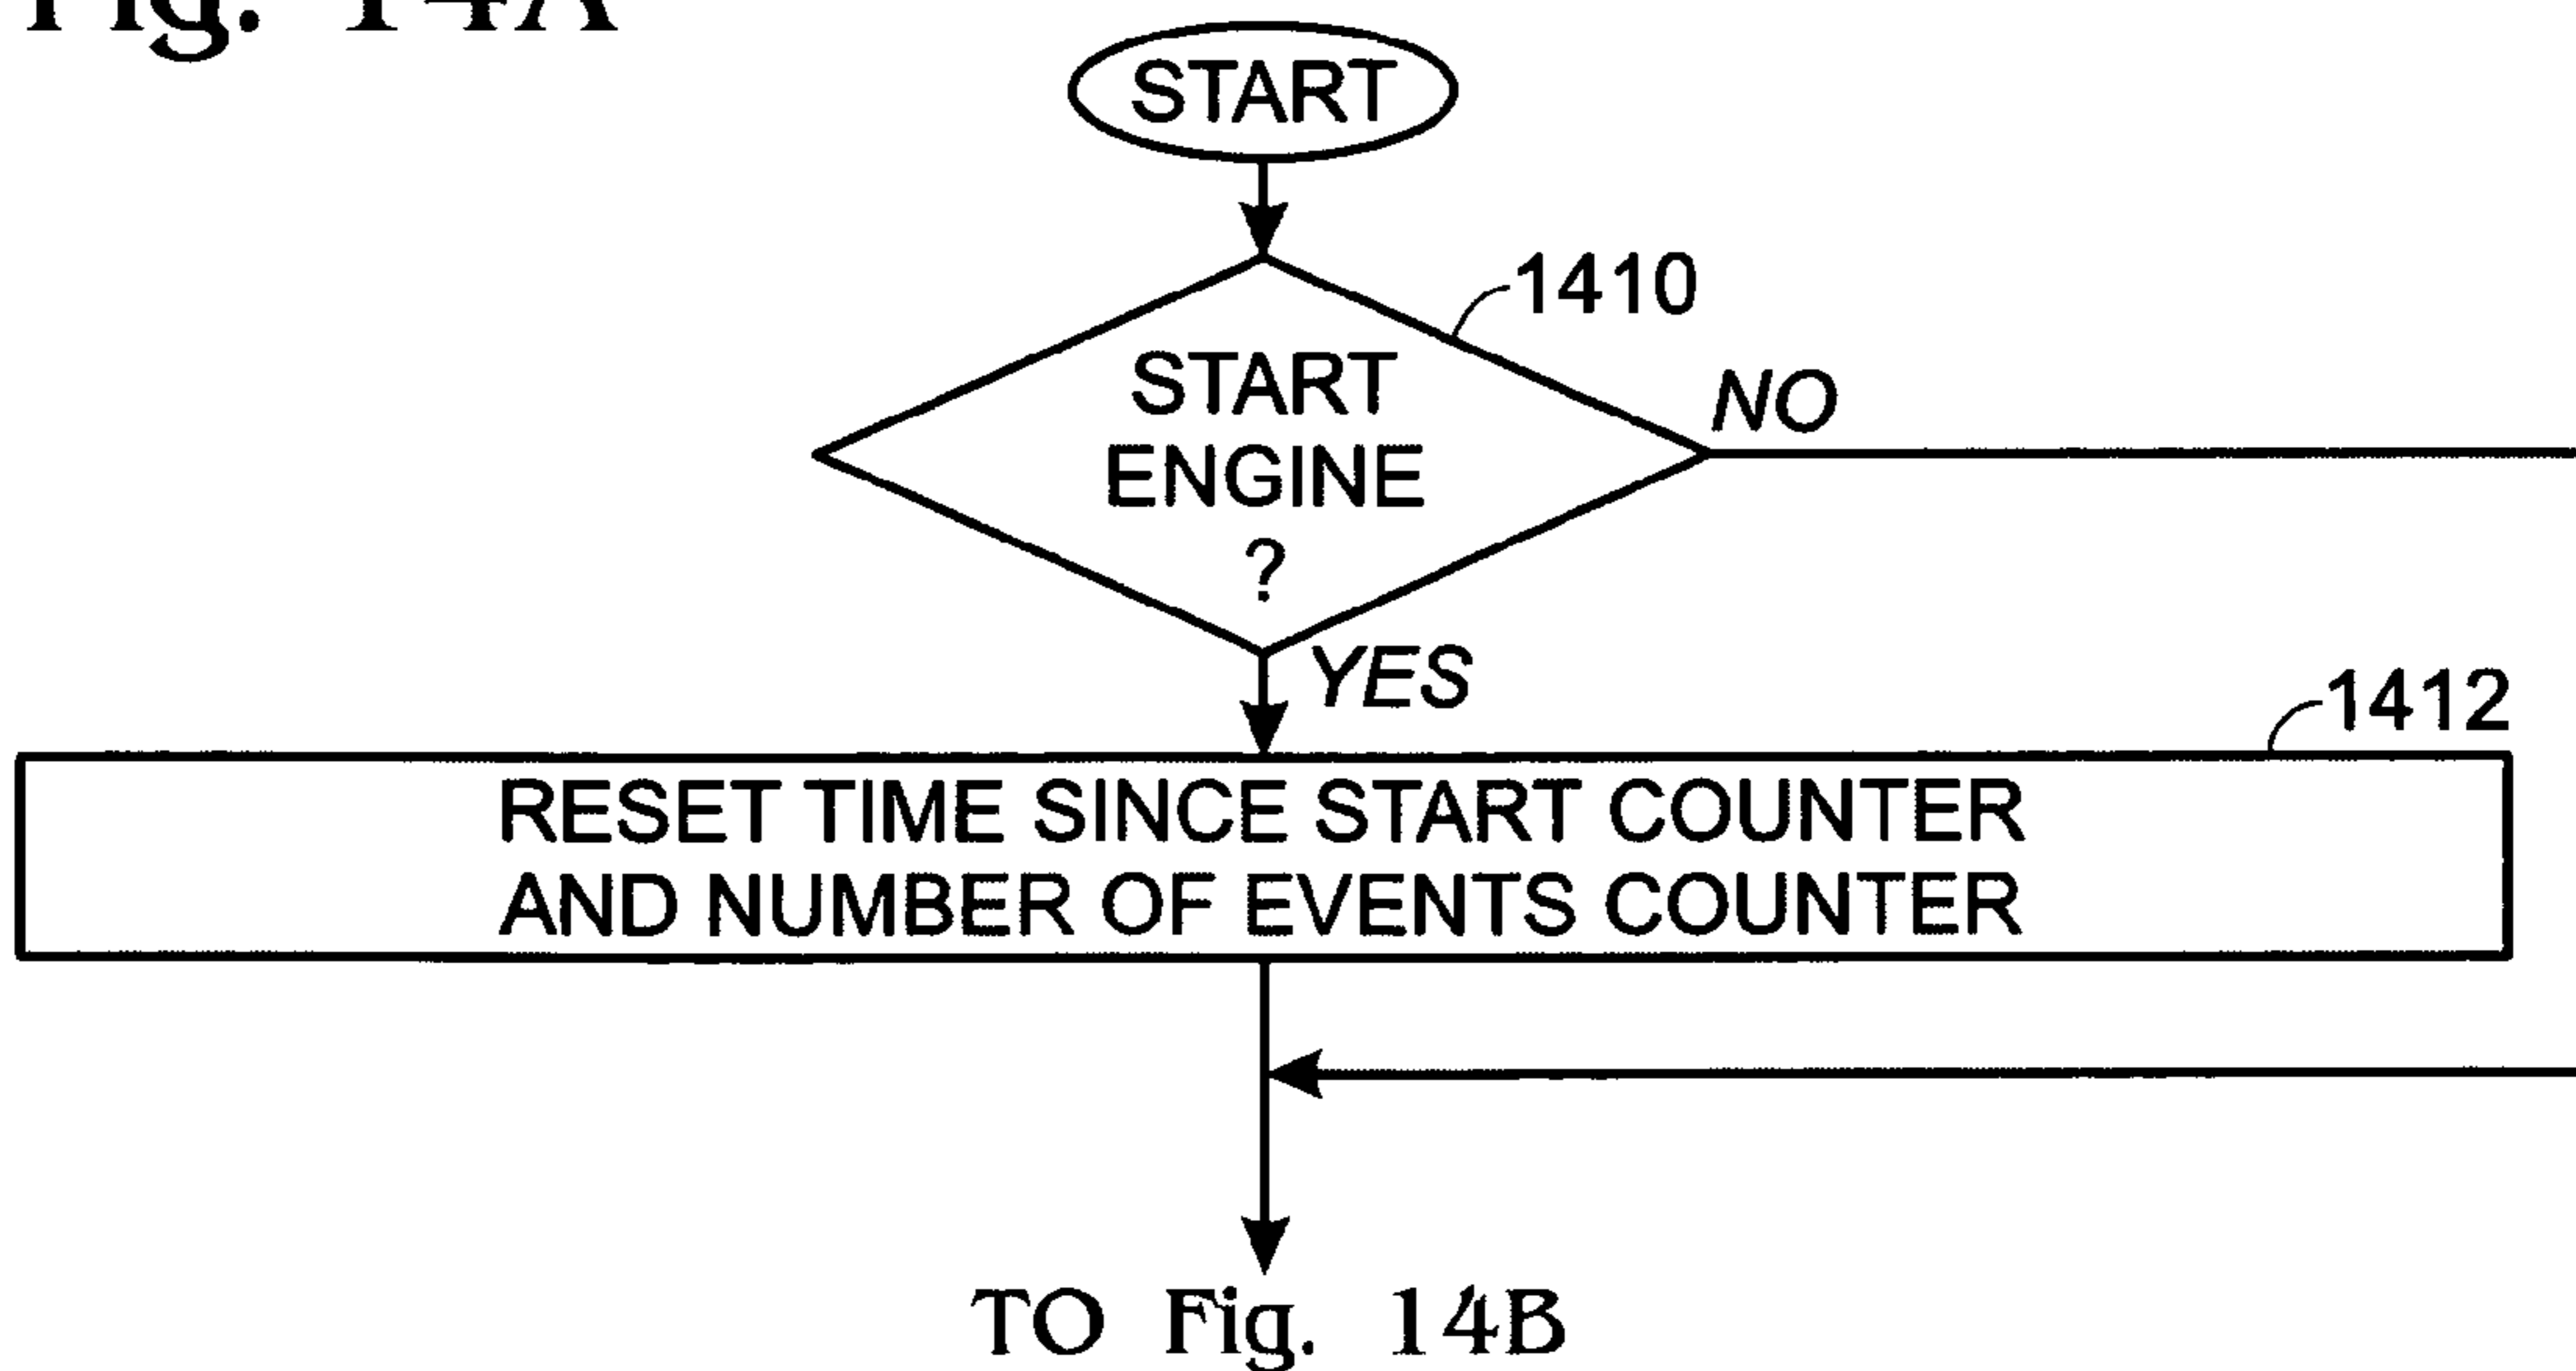 Fig. 14A
START
1410
START
ENGINE
?
NO
YES
1412
RESET TIME SINCE START COUNTER
AND NUMBER OF EVENTS COUNTER
TO Fig. 14B